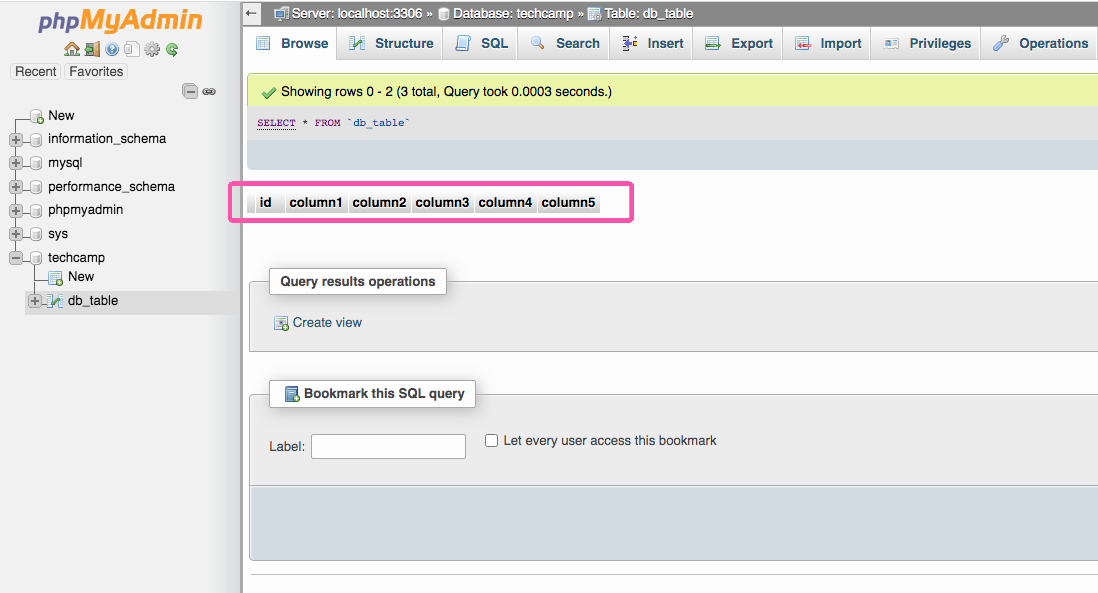 phpMyAdmin
Recent Favorites
New
information_schema
mysql
performance_schema
phpmyadmin
sys
techcamp
New
db_table
Server: localhost:3306 » Database: techcamp » Table: db_table
Browse Structure SQL Search Insert Export Import Privileges Operations
Showing rows 0 - 2 (3 total, Query took 0.0003 seconds.)
SELECT * FROM `db_table`
id column1 column2 column3 column4 column5
Query results operations
Create view
Bookmark this SQL query
Label: Let every user access this bookmark